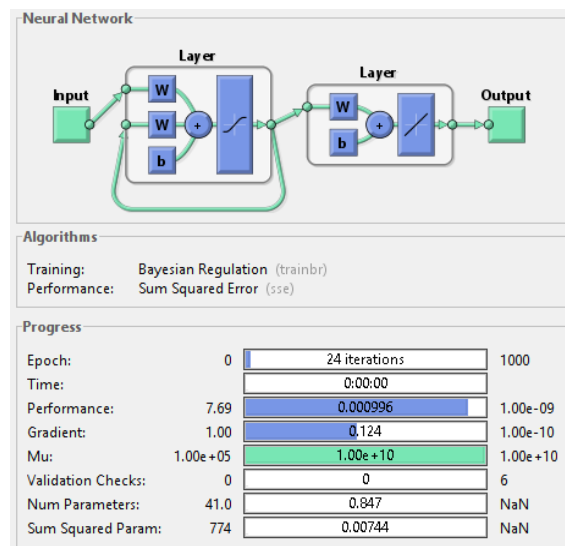 Neural Network
Layer
Layer
Input
W
W
b
+
W
b
+
Output
Algorithms
Training: Bayesian Regulation (trainbr)
Performance: Sum Squared Error (sse)
Progress
Epoch: 0 24 iterations 1000
Time: 0:00:00
Performance: 7.69 0.000996 1.00e-09
Gradient: 1.00 0.124 1.00e-10
Mu: 1.00e+05 1.00e+10 1.00e+10
Validation Checks: 0 0 6
Num Parameters: 41.0 0.847 NaN
Sum Squared Param: 774 0.00744 NaN